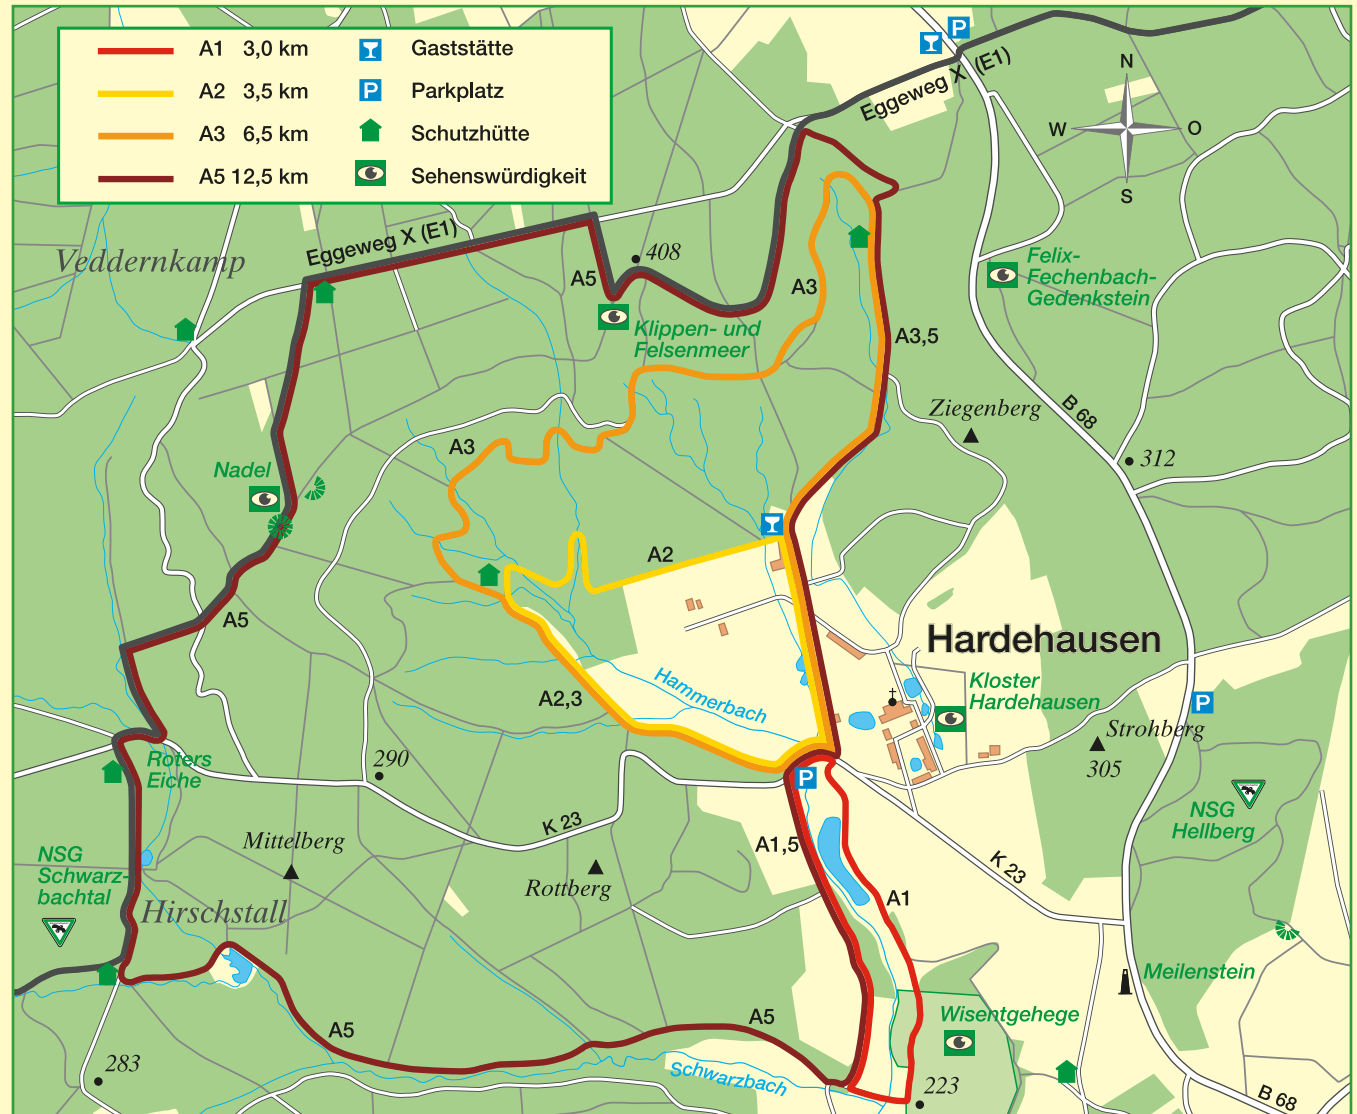 A1 3,0 km
Gaststätte
A2 3,5 km
P
Parkplatz
A3 6,5 km
Schutzhütte
A5 12,5 km
Sehenswürdigkeit
P
Eggeweg X (E1)
N
W
O
S
Veddernkamp
Eggeweg X (E1)
A5
408
A3
Felix-
Fechenbach-
Gedenkstein
Klippen- und
Felsenmeer
A3,5
B 68
Ziegenberg
312
A3
Nadel
A2
A5
Hardehausen
Hammerbach
A2,3
Kloster
Hardehausen
P
Strohberg
305
Roters
Eiche
290
P
K 23
NSG
Hellberg
Mittelberg
A1,5
NSG
Schwarz-
bachtal
Rottberg
A1
K 23
Hirschstall
Meilenstein
A5
A5
Wisentgehege
283
Schwarzbach
223
B 68